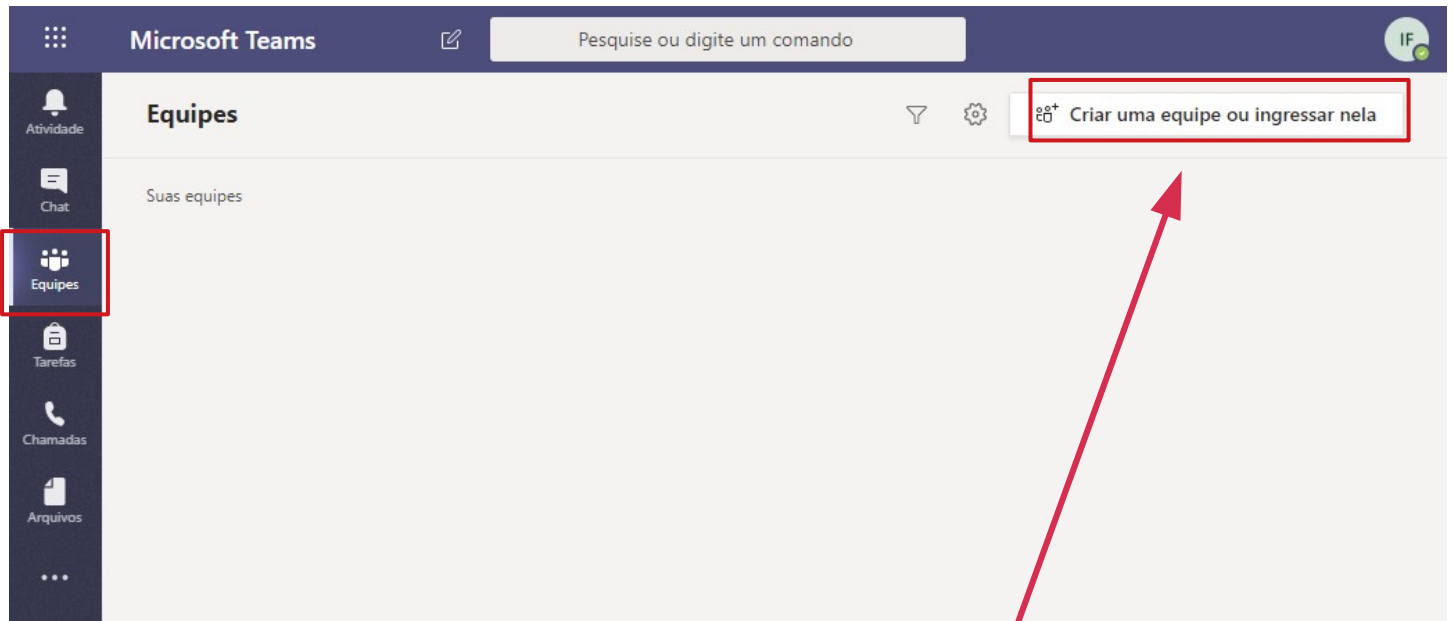 Microsoft Teams
Pesquise ou digite um comando
IF
Atividade
Equipes
Criar uma equipe ou ingressar nela
Chat
Suas equipes
Equipes
Tarefas
Chamadas
Arquivos